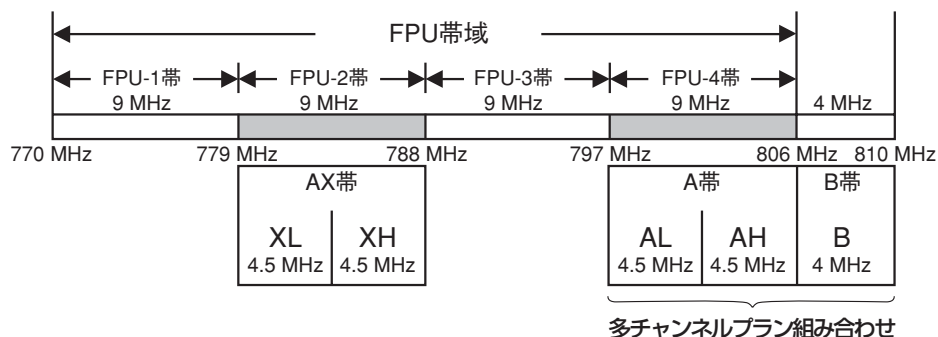 FPU帯域
FPU-1帯 FPU-2帯 FPU-3帯 FPU-4帯
9 MHz 9 MHz 9 MHz 9 MHz 4 MHz
770 MHz 779 MHz 788 MHz 797 MHz 806 MHz 810 MHz
AX帯 A帯 B帯
XL XH AL AH B
4.5 MHz 4.5 MHz 4.5 MHz 4.5 MHz 4 MHz
多チャンネルプラン組み合わせ